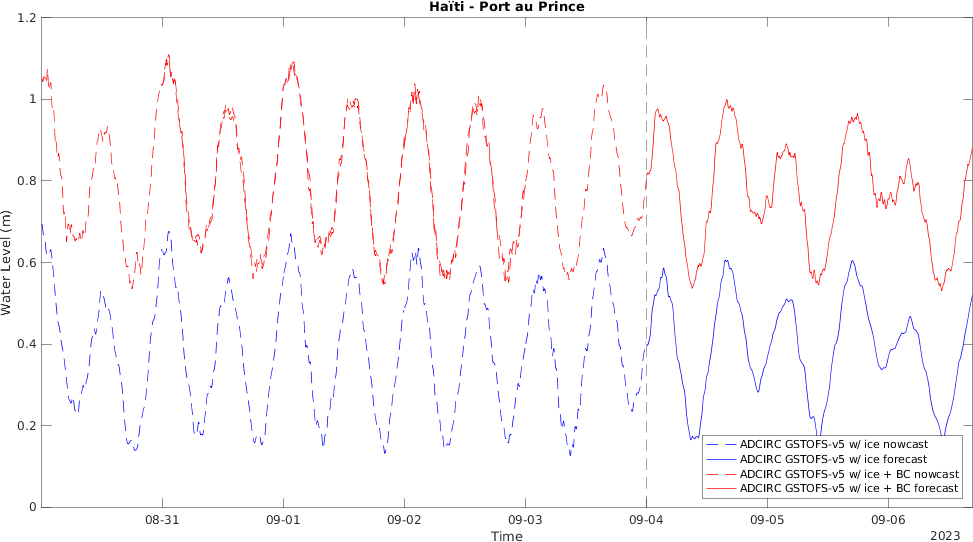 Haïti - Port au Prince
Water Level (m)
1.2
1
0.8
0.6
0.4
0.2
0
08-31
09-01
09-02
09-03
09-04
09-05
09-06
Time
2023
ADCIRC GSTOFS-v5 w/ ice nowcast
ADCIRC GSTOFS-v5 w/ ice forecast
ADCIRC GSTOFS-v5 w/ ice + BC nowcast
ADCIRC GSTOFS-v5 w/ ice + BC forecast